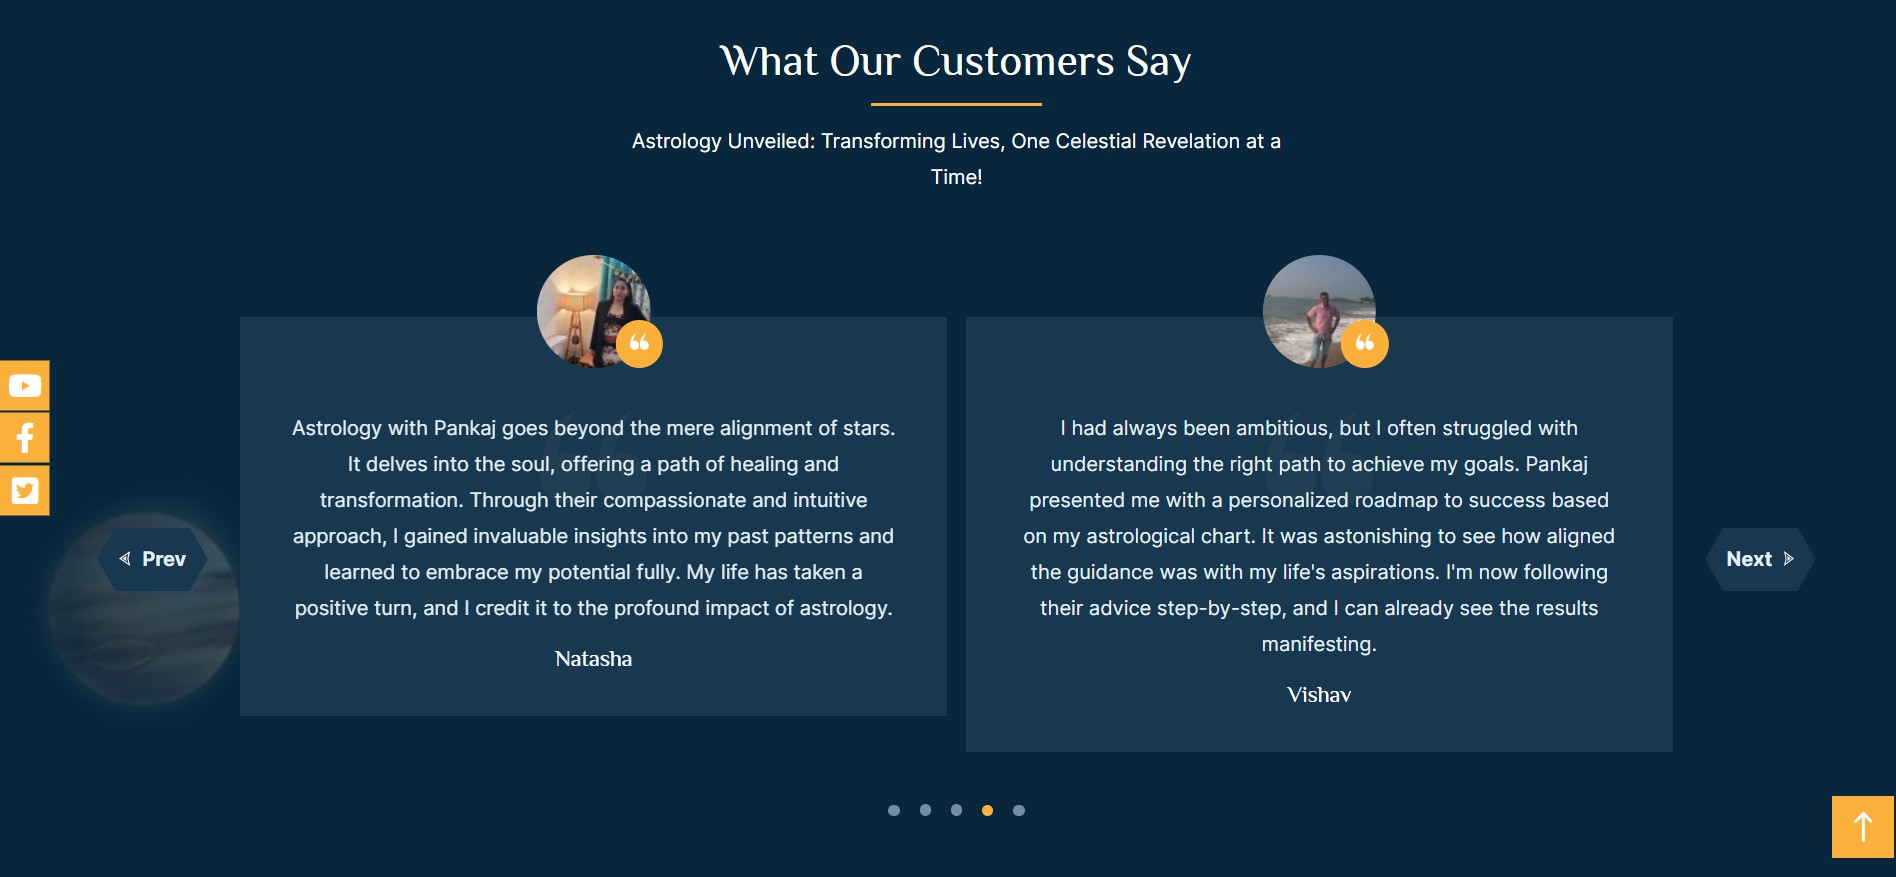 What Our Customers Say
Astrology Unveiled: Transforming Lives, One Celestial Revelation at a
Time!
Astrology with Pankaj goes beyond the mere alignment of stars.
It delves into the soul, offering a path of healing and
transformation. Through their compassionate and intuitive
approach, I gained invaluable insights into my past patterns and
learned to embrace my potential fully. My life has taken a
positive turn, and I credit it to the profound impact of astrology.
Natasha
I had always been ambitious, but I often struggled with
understanding the right path to achieve my goals. Pankaj
presented me with a personalized roadmap to success based
on my astrological chart. It was astonishing to see how aligned
the guidance was with my life's aspirations. I'm now following
their advice step-by-step, and I can already see the results
manifesting.
Vishav
Prev
Next